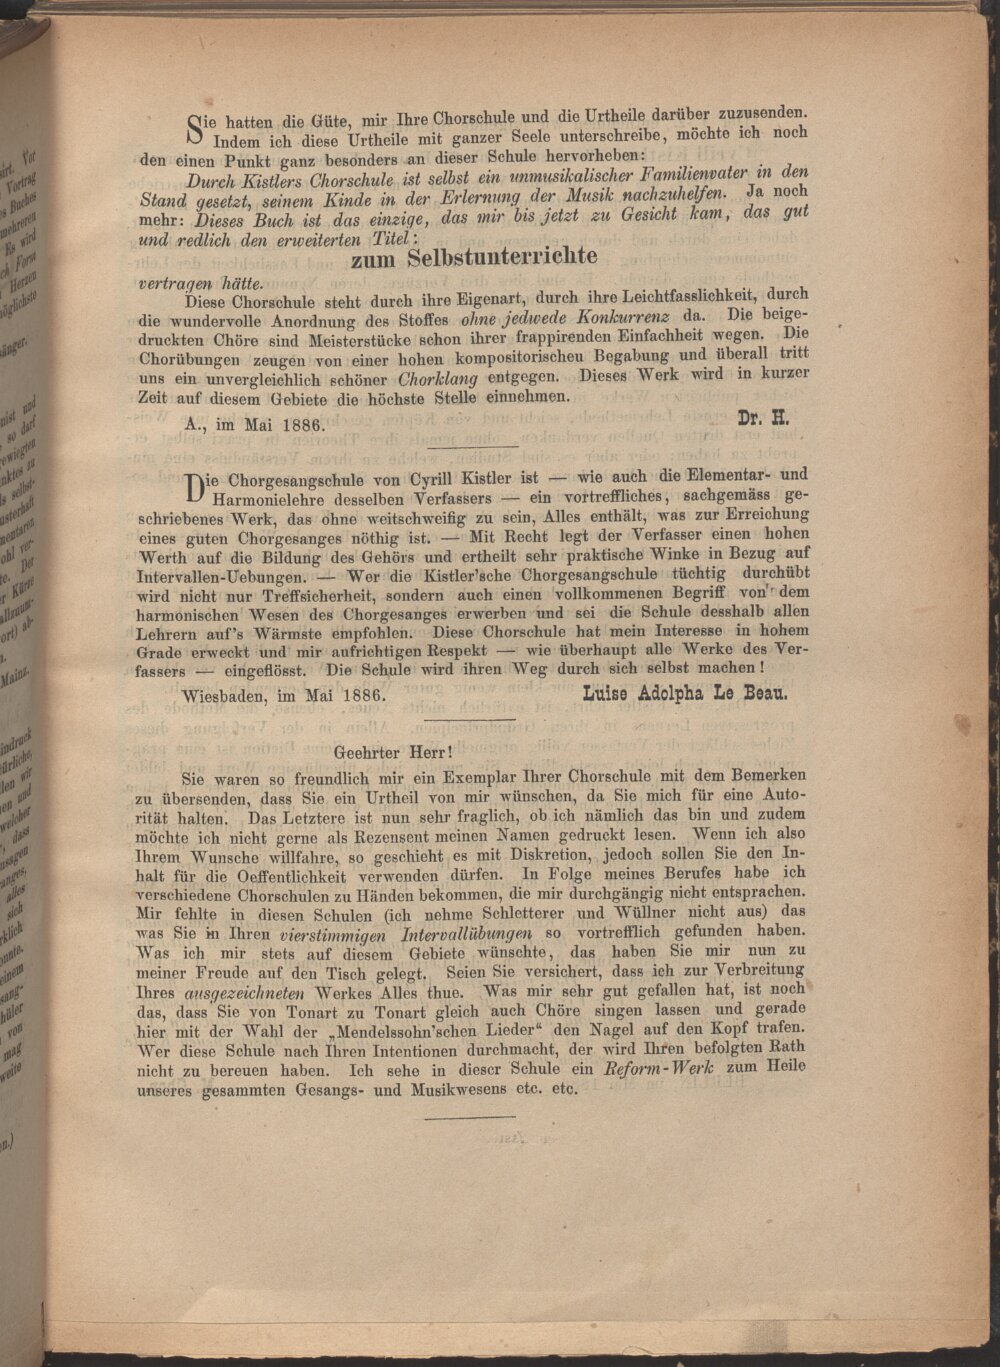 Sie hatten die Güte, mir Ihre Chorschule und die Urtheile darüber zuzusenden.
Indem ich diese Urtheile mit ganzer Seele unterschreibe, möchte ich noch
den einen Punkt ganz besonders an dieser Schule hervorheben:
Durch Kistlers Chorschule ist selbst ein unmusikalischer Familienvater in den
Stand gesetzt, seinem Kinde in der Erlernung der Musik nachzuhelfen. Ja noch
mehr: Dieses Buch ist das einzige, das mir bis jetzt zu Gesicht kam, das gut
und redlich den erweiterten Titel:
zum Selbstunterrichte
vertragen hätte.
Diese Chorschule steht durch ihre Eigenart, durch ihre Leichtfasslichkeit, durch
die wundervolle Anordnung des Stoffes ohne jedwede Konkurrenz da. Die beige-
druckten Chöre sind Meisterstücke schon ihrer frappirenden Einfachheit wegen. Die
Chorübungen zeugen von einer hohen kompositorischeu Begabung und überall tritt
uns ein unvergleichlich schöner Chorklang entgegen. Dieses Werk wird in kurzer
Zeit auf diesem Gebiete die höchste Stelle einnehmen.
A., im Mai 1886. Dr. H.
Die Chorgesangschule von Cyrill Kistler ist — wie auch die Elementar- und
Harmonielehre desselben Verfassers — ein vortreffliches, sachgemäss ge-
schriebenes Werk, das ohne weitschweifig zu sein, Alles enthält, was zur Erreichung
eines guten Chorgesanges nöthig ist. — Mit Recht legt der Verfasser einen hohen
Werth auf die Bildung des Gehörs und ertheilt sehr praktische Winke in Bezug auf
Intervallen-Uebungen. — Wer die Kistler'sche Chorgesangschule tüchtig durchübt
wird nicht nur Treffsicherheit, sondern auch einen vollkommenen Begriff von dem
harmonischen Wesen des Chorgesanges erwerben und sei die Schule desshalb allen
Lehrern auf's Wärmste empfohlen. Diese Chorschule hat mein Interesse in hohem
Grade erweckt und mir aufrichtigen Respekt — wie überhaupt alle Werke des Ver-
fassers — eingeflösst. Die Schule wird ihren Weg durch sich selbst machen!
Wiesbaden, im Mai 1886. Luise Adolpha Le Beau.
Geehrter Herr!
Sie waren so freundlich mir ein Exemplar Ihrer Chorschule mit dem Bemerken
zu übersenden, dass Sie ein Urtheil von mir wünschen, da Sie mich für eine Auto-
rität halten. Das Letztere ist nun sehr fraglich, ob ich nämlich das bin und zudem
möchte ich nicht gerne als Rezensent meinen Namen gedruckt lesen. Wenn ich also
Ihrem Wunsche willfahre, so geschieht es mit Diskretion, jedoch sollen Sie den In-
halt für die Oeffentlichkeit verwenden dürfen. In Folge meines Berufes habe ich
verschiedene Chorschulen zu Händen bekommen, die mir durchgängig nicht entsprachen.
Mir fehlte in diesen Schulen (ich nehme Schletterer und Wüllner nicht aus) das
was Sie in Ihren vierstimmigen Intervallübungen so vortrefflich gefunden haben.
Was ich mir stets auf diesem Gebiete wünschte, das haben Sie mir nun zu
meiner Freude auf den Tisch gelegt. Seien Sie versichert, dass ich zur Verbreitung
Ihres ausgezeichneten Werkes Alles thue. Was mir sehr gut gefallen hat, ist noch
das, dass Sie von Tonart zu Tonart gleich auch Chöre singen lassen und gerade
hier mit der Wahl der „Mendelssohn'schen Lieder“ den Nagel auf den Kopf trafen.
Wer diese Schule nach Ihren Intentionen durchmacht, der wird Ihren befolgten Rath
nicht zu bereuen haben. Ich sehe in dieser Schule ein Reform-Werk zum Heile
unseres gesammten Gesangs- und Musikwesens etc. etc.